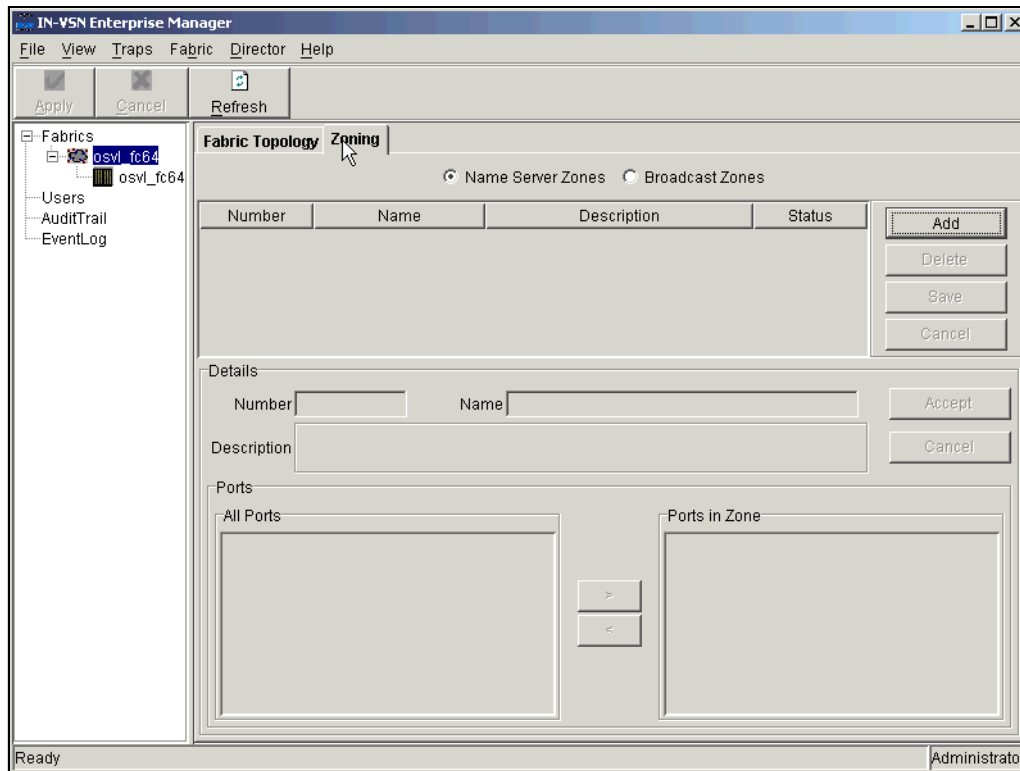 IN-VSN Enterprise Manager
File View Traps Fabric Director Help
Apply Cancel Refresh
Fabrics
osvl_fc64
osvl_fc64
Users
AuditTrail
EventLog
Fabric Topology Zoning
Name Server Zones Broadcast Zones
Number Name Description Status
Add
Delete
Save
Cancel
Details
Number Name Accept
Description Cancel
Ports
All Ports Ports in Zone
>
<
Ready Administrato